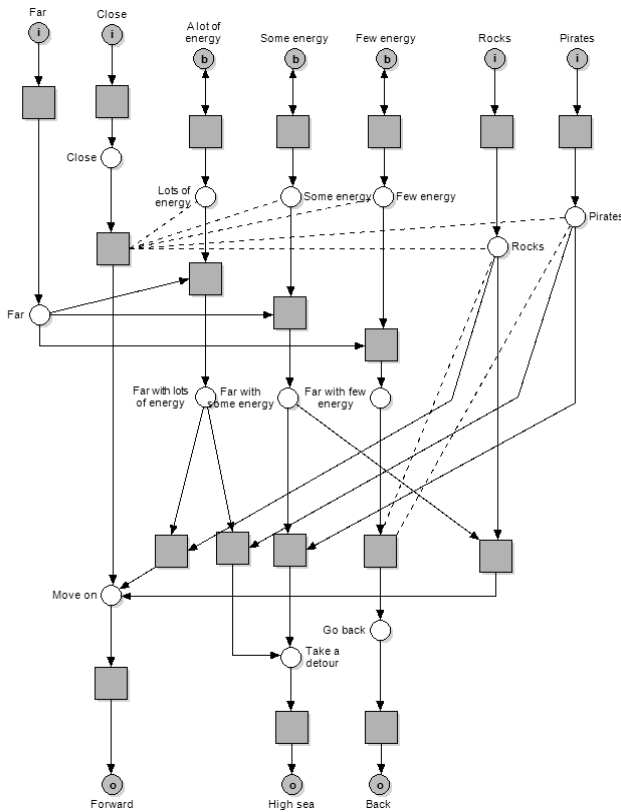 Far
Close
A lot of
energy
Some energy
Few energy
Rocks
Pirates
i
i
b
b
b
i
i
Close
Lots of
energy
Some energy
Few energy
Pirates
Rocks
Far
Far with lots
of energy
Far with
some energy
Far with few
energy
Move on
Go back
Take a
detour
o
o
o
Forward
High sea
Back